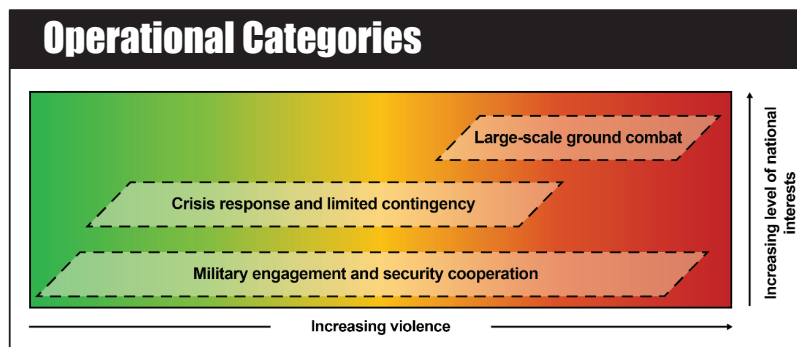 Operational Categories
Large-scale ground combat
Crisis response and limited contingency
Military engagement and security cooperation
Increasing violence
Increasing level of national
interests